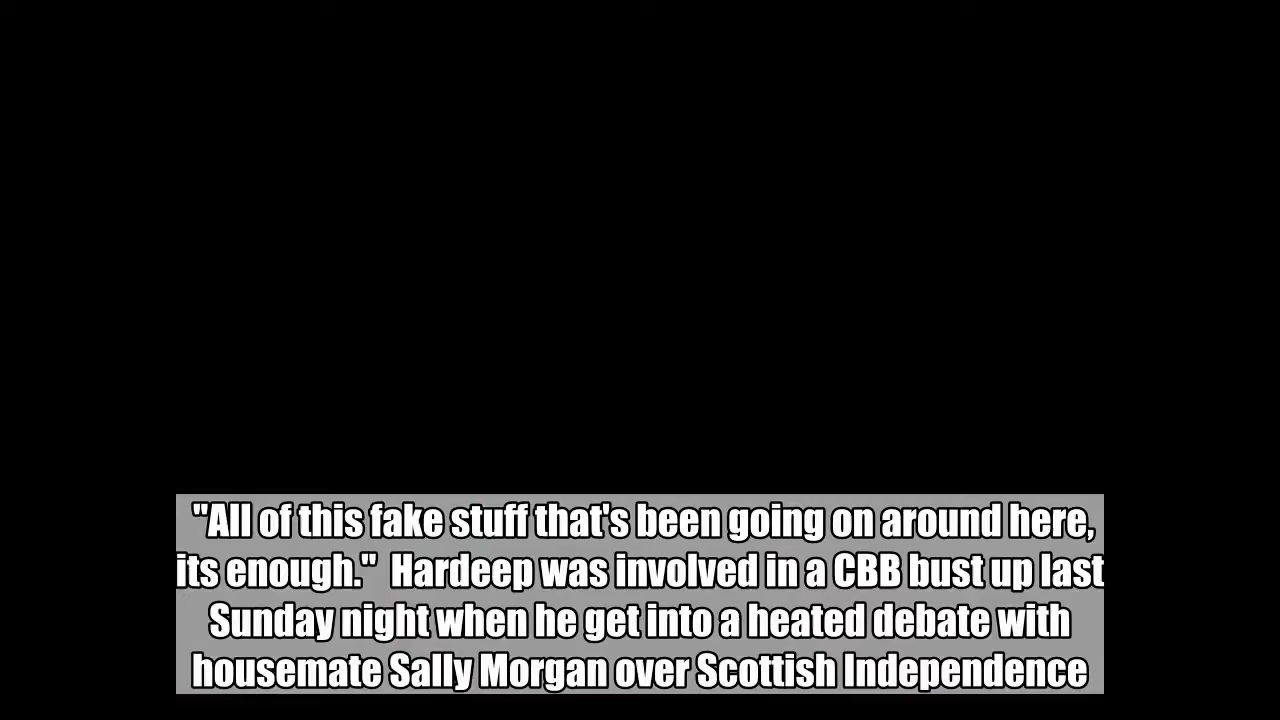 "All of this fake stuff that's been going on around here,
its enough."  Hardeep was involved in a CBB bust up last
Sunday night when he get into a heated debate with
housemate Sally Morgan over Scottish Independence